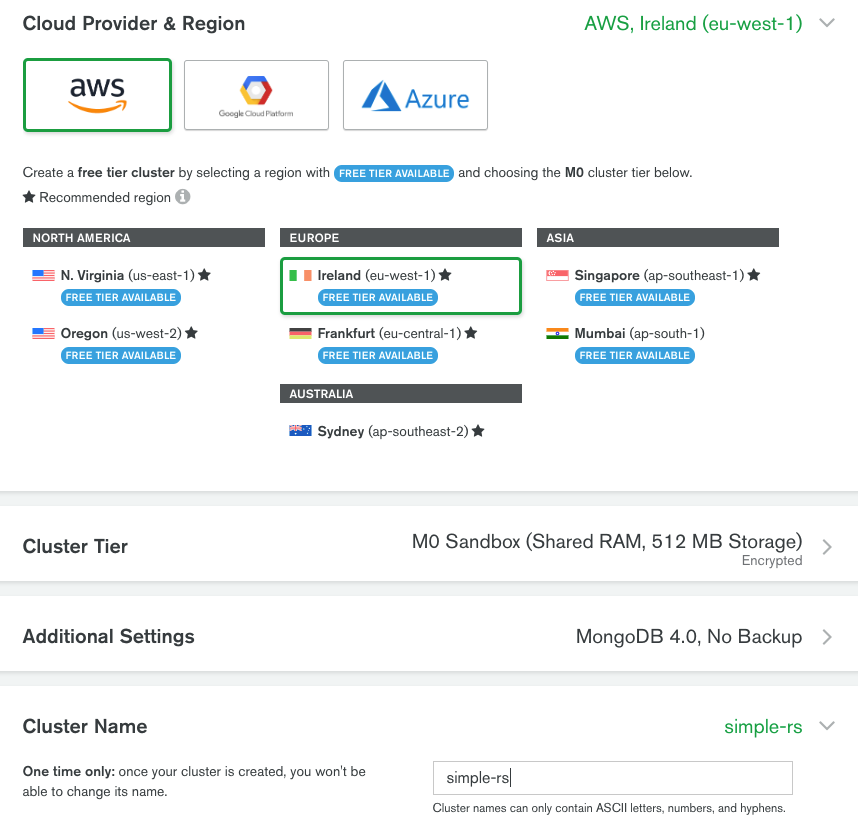 Cloud Provider & Region
AWS, Ireland (eu-west-1)
aws
Google Cloud Platform
Azure
Create a free tier cluster by selecting a region with FREE TIER AVAILABLE and choosing the M0 cluster tier below.
★ Recommended region
NORTH AMERICA
N. Virginia (us-east-1) ★
FREE TIER AVAILABLE
Oregon (us-west-2) ★
FREE TIER AVAILABLE
EUROPE
Ireland (eu-west-1) ★
FREE TIER AVAILABLE
Frankfurt (eu-central-1) ★
FREE TIER AVAILABLE
AUSTRALIA
Sydney (ap-southeast-2) ★
ASIA
Singapore (ap-southeast-1) ★
FREE TIER AVAILABLE
Mumbai (ap-south-1)
FREE TIER AVAILABLE
Cluster Tier
M0 Sandbox (Shared RAM, 512 MB Storage)
Encrypted
Additional Settings
MongoDB 4.0, No Backup
Cluster Name
simple-rs
One time only: once your cluster is created, you won't be
able to change its name.
simple-rs
Cluster names can only contain ASCII letters, numbers, and hyphens.